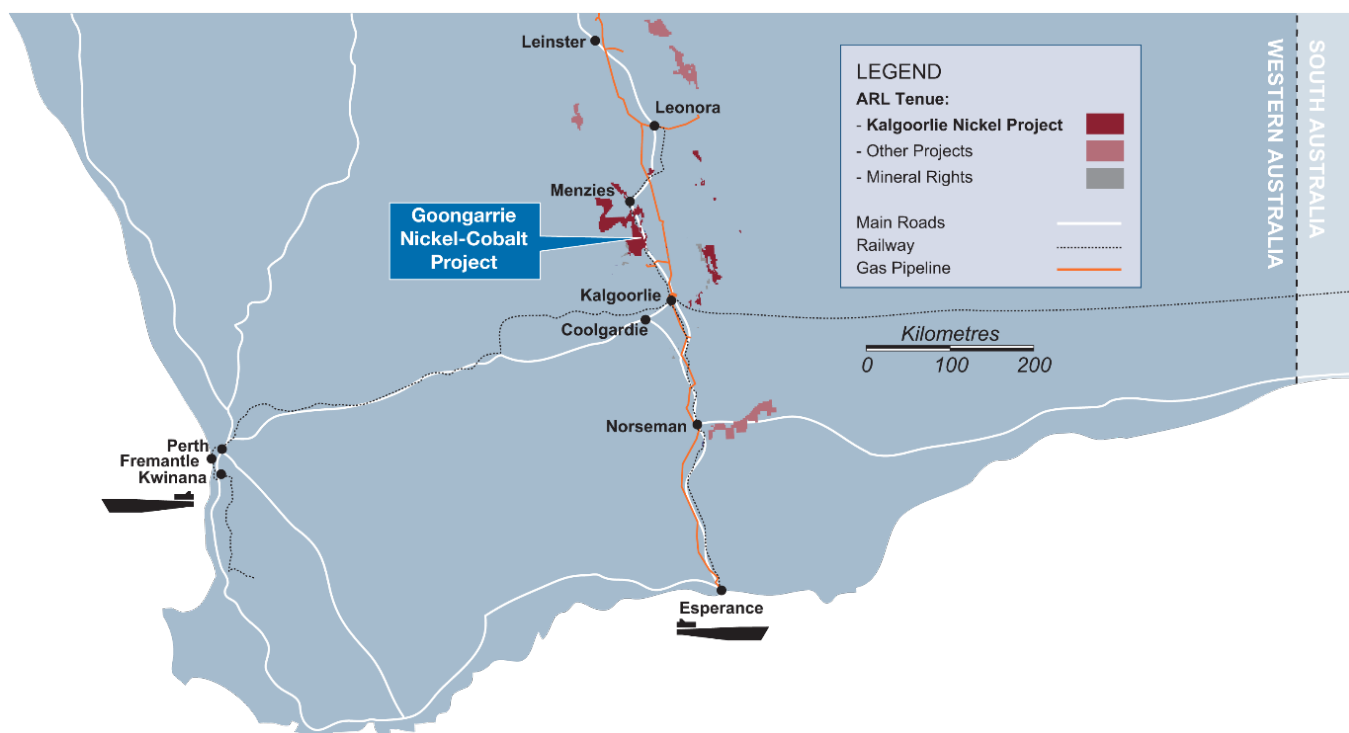 Leinster
Leonora
Menzies
Goongarrie
Nickel-Cobalt
Project
Kalgoorlie
Coolgardie
Norseman
Perth
Fremantle
Kwinana
Esperance
LEGEND
ARL Tenue:
- Kalgoorlie Nickel Project
- Other Projects
- Mineral Rights
Main Roads
Railway
Gas Pipeline
WESTERN AUSTRALIA
SOUTH AUSTRALIA
Kilometres
0 100 200